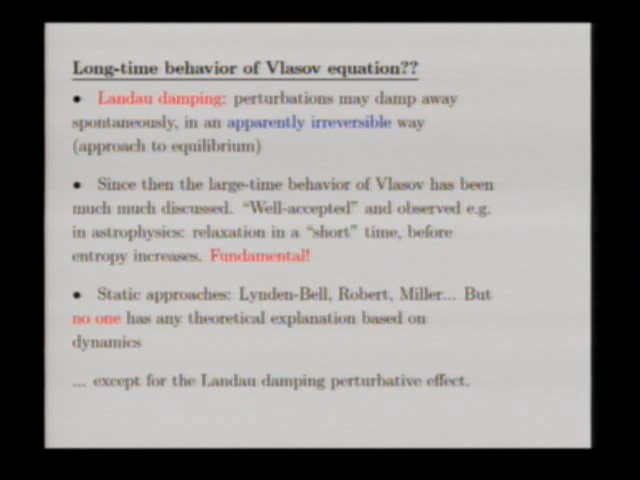 Long-time behavior of Vlasov equation??
• Landau damping: perturbations may damp away
spontaneously, in an apparently irreversible way
(approach to equilibrium)
• Since then the large-time behavior of Vlasov has been
much much discussed. “Well-accepted” and observed e.g.
in astrophysics: relaxation in a “short” time, before
entropy increases. Fundamental!
• Static approaches: Lynden-Bell, Robert, Miller... But
no one has any theoretical explanation based on
dynamics
... except for the Landau damping perturbative effect.